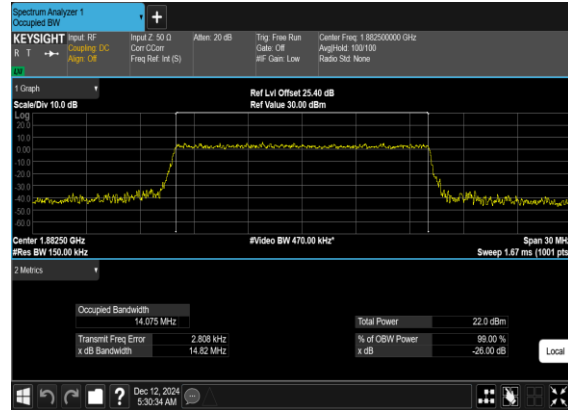 Spectrum Analyzer 1
Occupied BW
+
KEYSIGHT Input: RF Input Z: 50 Ω Atten: 20 dB Trig: Free Run Center Freq: 1.882500000 GHz
R T Coupling: DC Corr CCorr Gate: Off Avg|Hold: 100/100
Align: Off Freq Ref: Int (S) #IF Gain: Low Radio Std: None
LXI
1 Graph
Ref Lvl Offset 25.40 dB
Scale/Div 10.0 dB Ref Value 30.00 dBm
Log
20.0
10.0
0.00
-10.0
-20.0
-30.0
-40.0
-50.0
-60.0
Center 1.88250 GHz #Video BW 470.00 kHz* Span 30 MHz
#Res BW 150.00 kHz Sweep 1.67 ms (1001 pts)
2 Metrics
Occupied Bandwidth
14.075 MHz Total Power 22.0 dBm
Transmit Freq Error 2.808 kHz % of OBW Power 99.00 %
x dB Bandwidth 14.82 MHz x dB -26.00 dB
Local
? Dec 12, 2024
5:30:34 AM